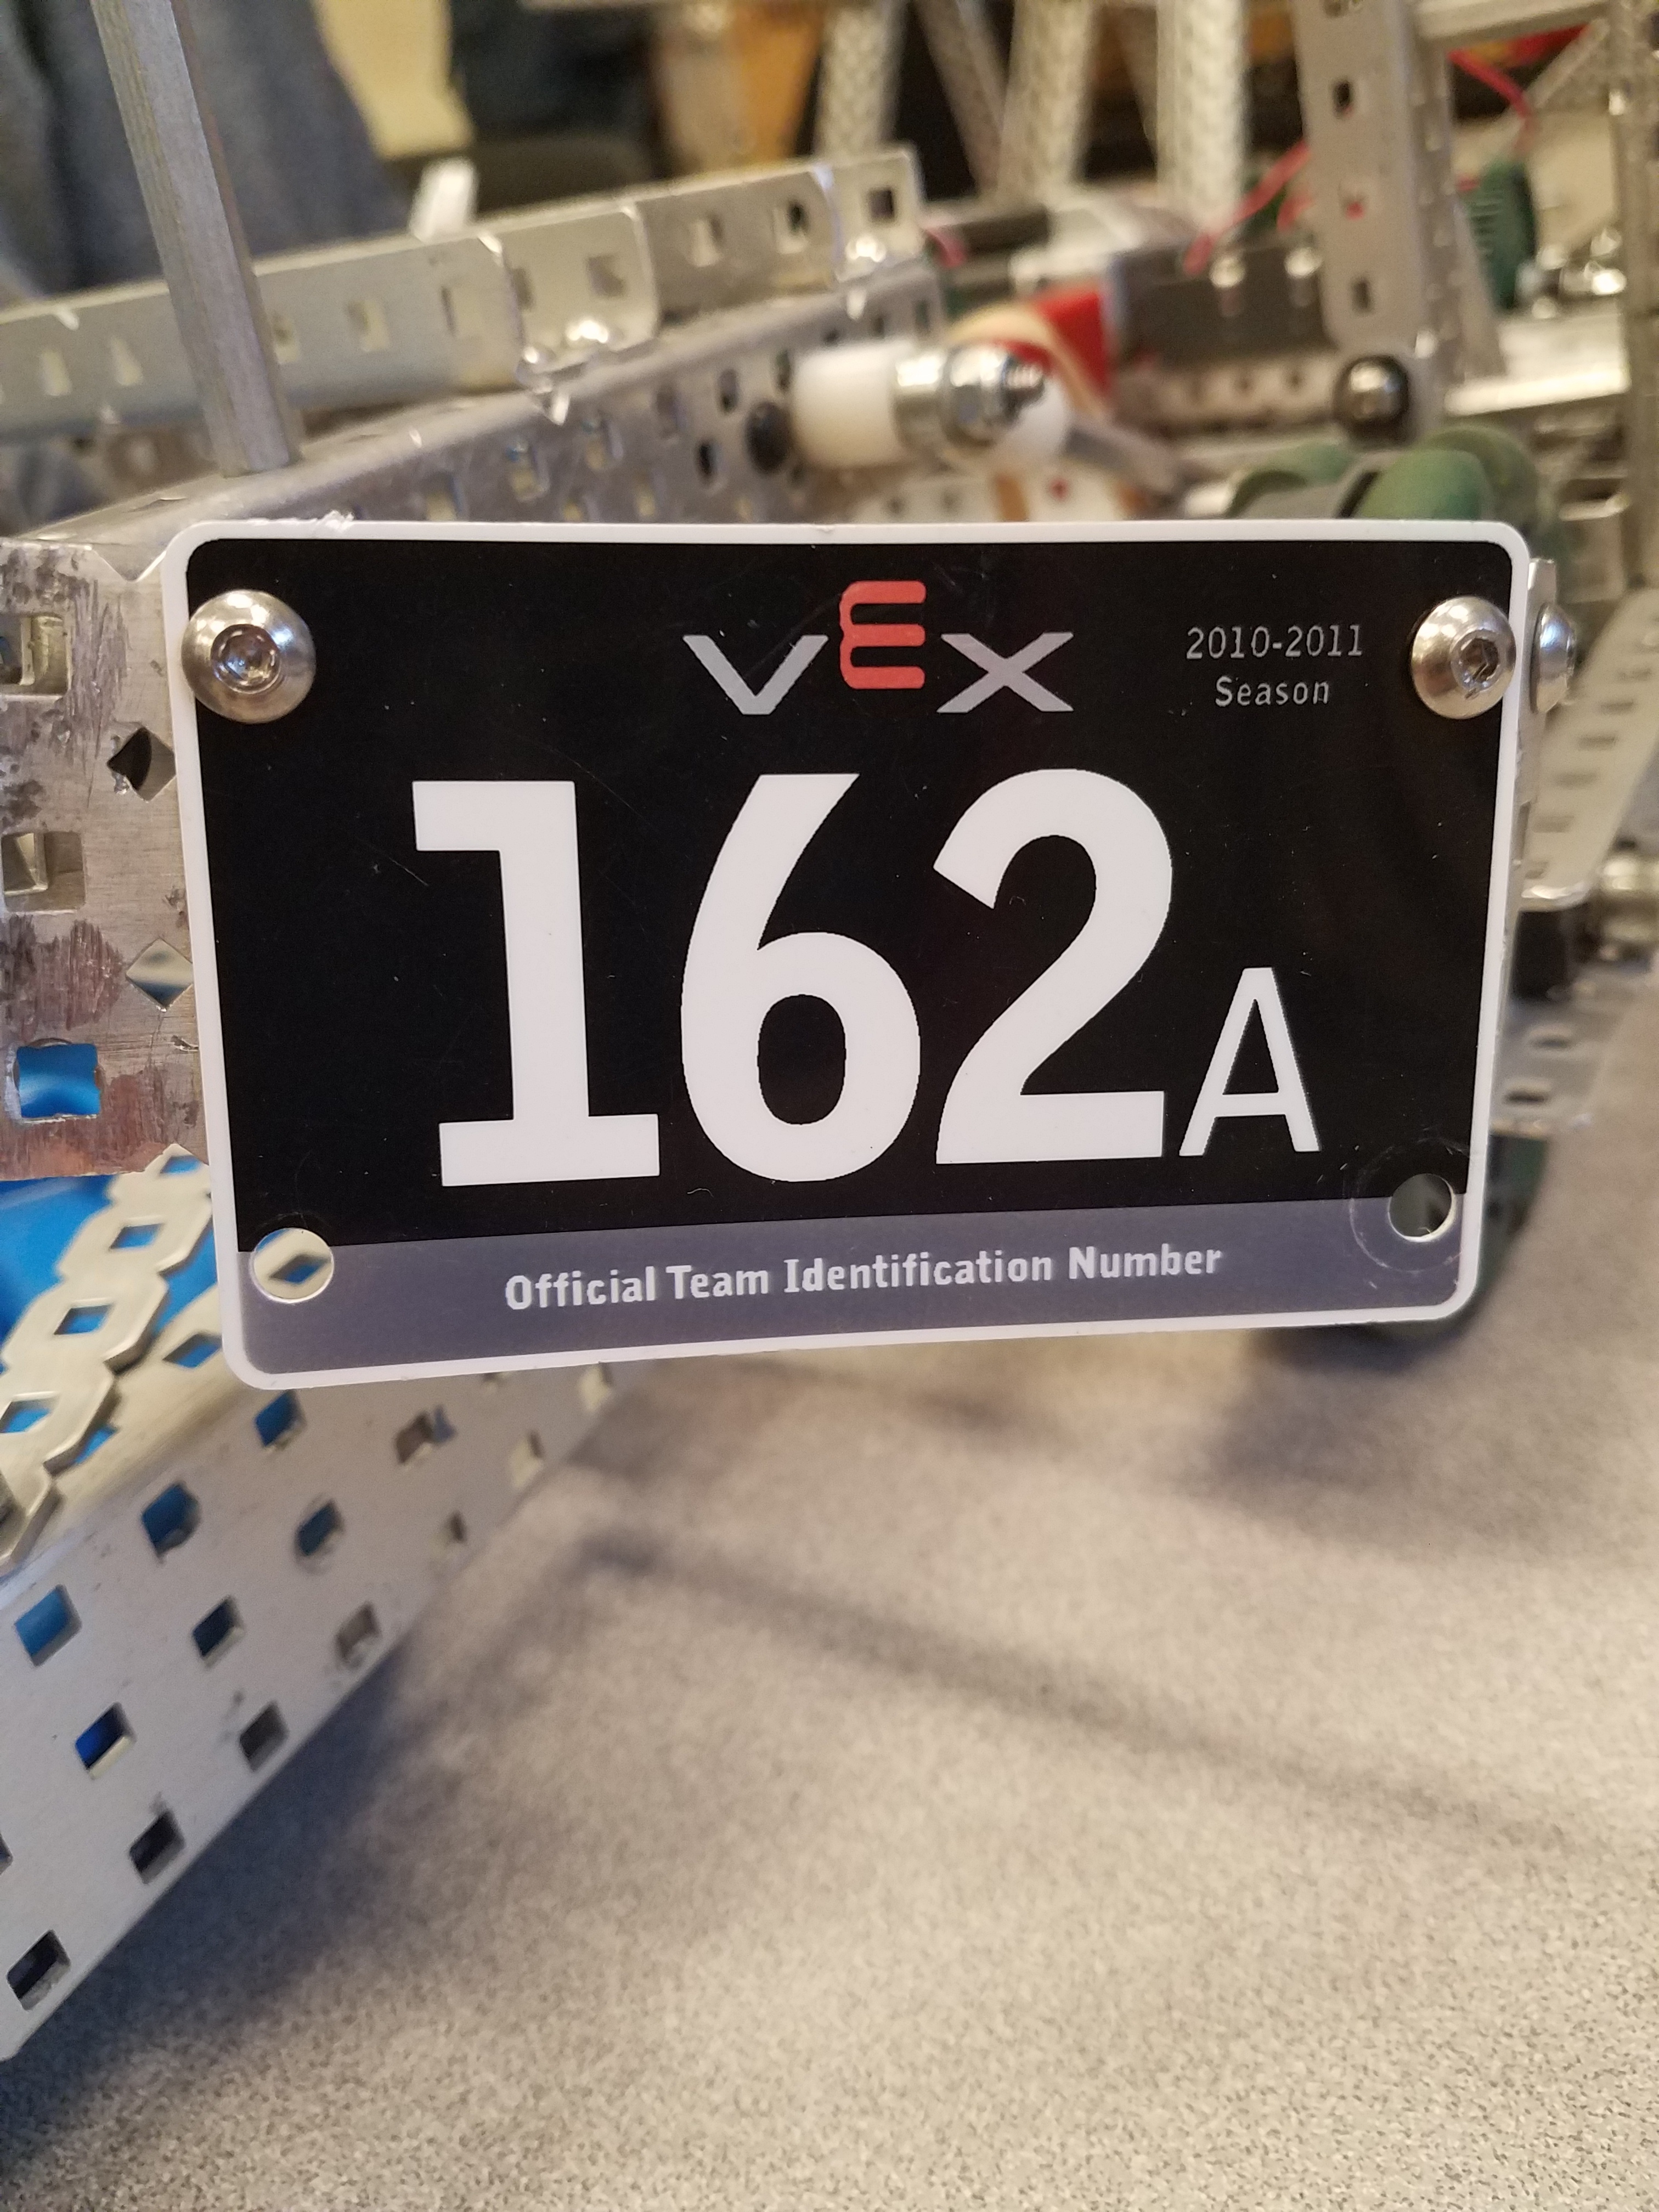 VEX
2010-2011
Season
162A
Official Team Identification Number